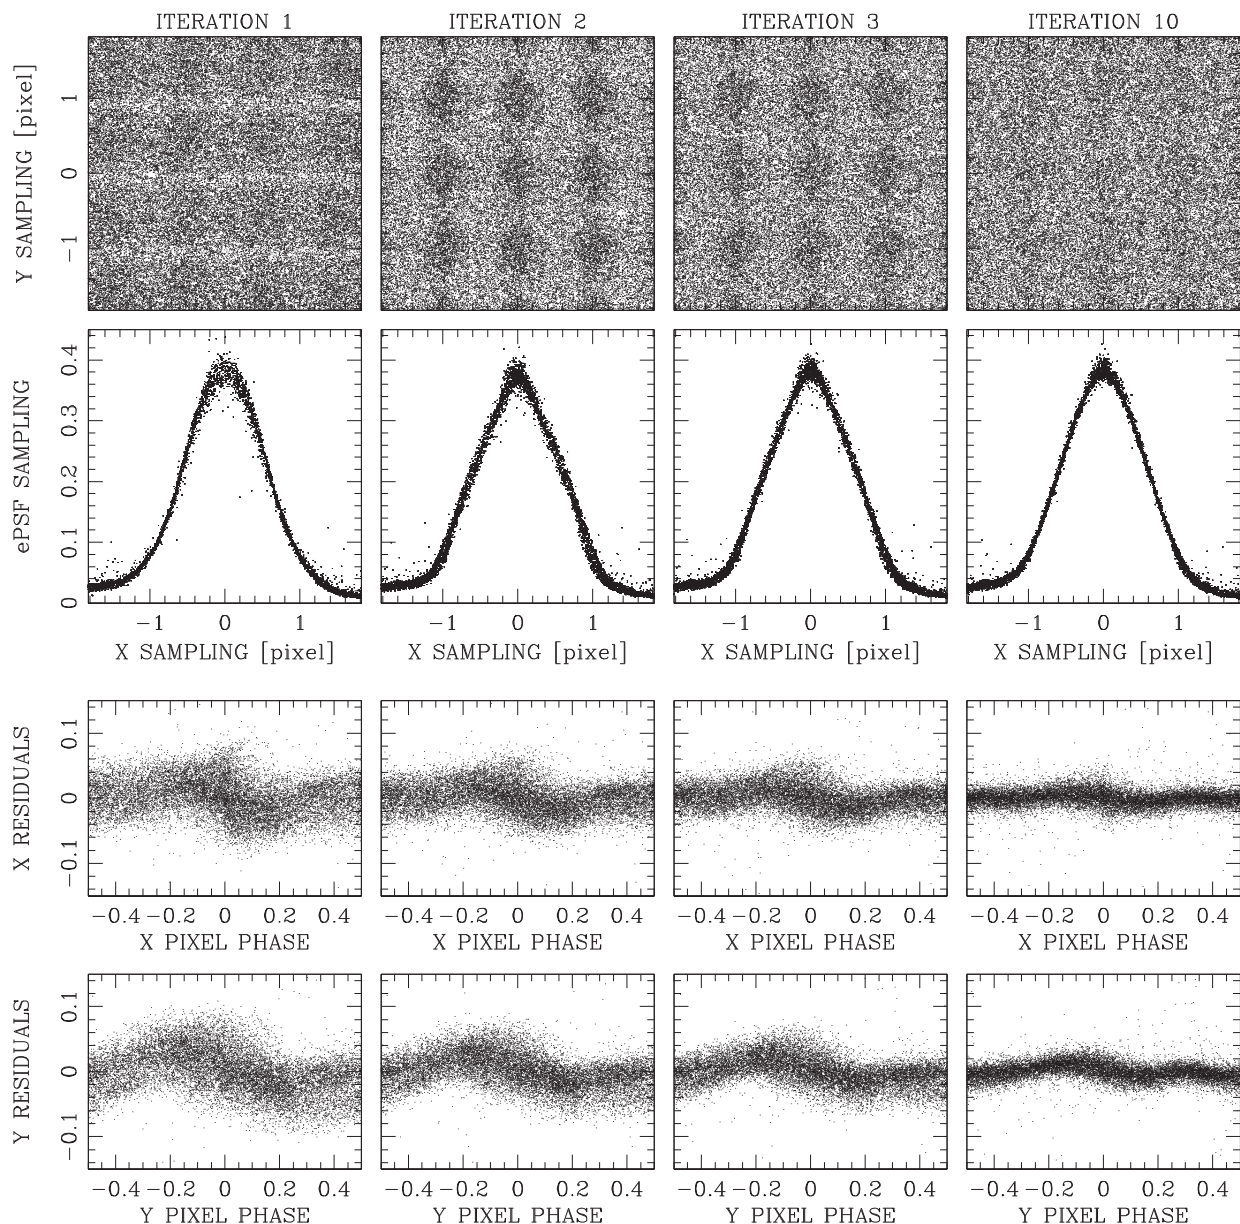 ITERATION 1 ITERATION 2 ITERATION 3 ITERATION 10
Y SAMPLING [pixel]
1
0
−1
ePSF SAMPLING
0.4
0.3
0.2
0.1
0
−1 0 1 −1 0 1 −1 0 1 −1 0 1
X SAMPLING [pixel] X SAMPLING [pixel] X SAMPLING [pixel] X SAMPLING [pixel]
X RESIDUALS
0.1
0
−0.1
−0.4 −0.2 0 0.2 0.4 −0.4 −0.2 0 0.2 0.4 −0.4 −0.2 0 0.2 0.4 −0.4 −0.2 0 0.2 0.4
X PIXEL PHASE X PIXEL PHASE X PIXEL PHASE X PIXEL PHASE
Y RESIDUALS
0.1
0
−0.1
−0.4 −0.2 0 0.2 0.4 −0.4 −0.2 0 0.2 0.4 −0.4 −0.2 0 0.2 0.4 −0.4 −0.2 0 0.2 0.4
Y PIXEL PHASE Y PIXEL PHASE Y PIXEL PHASE Y PIXEL PHASE